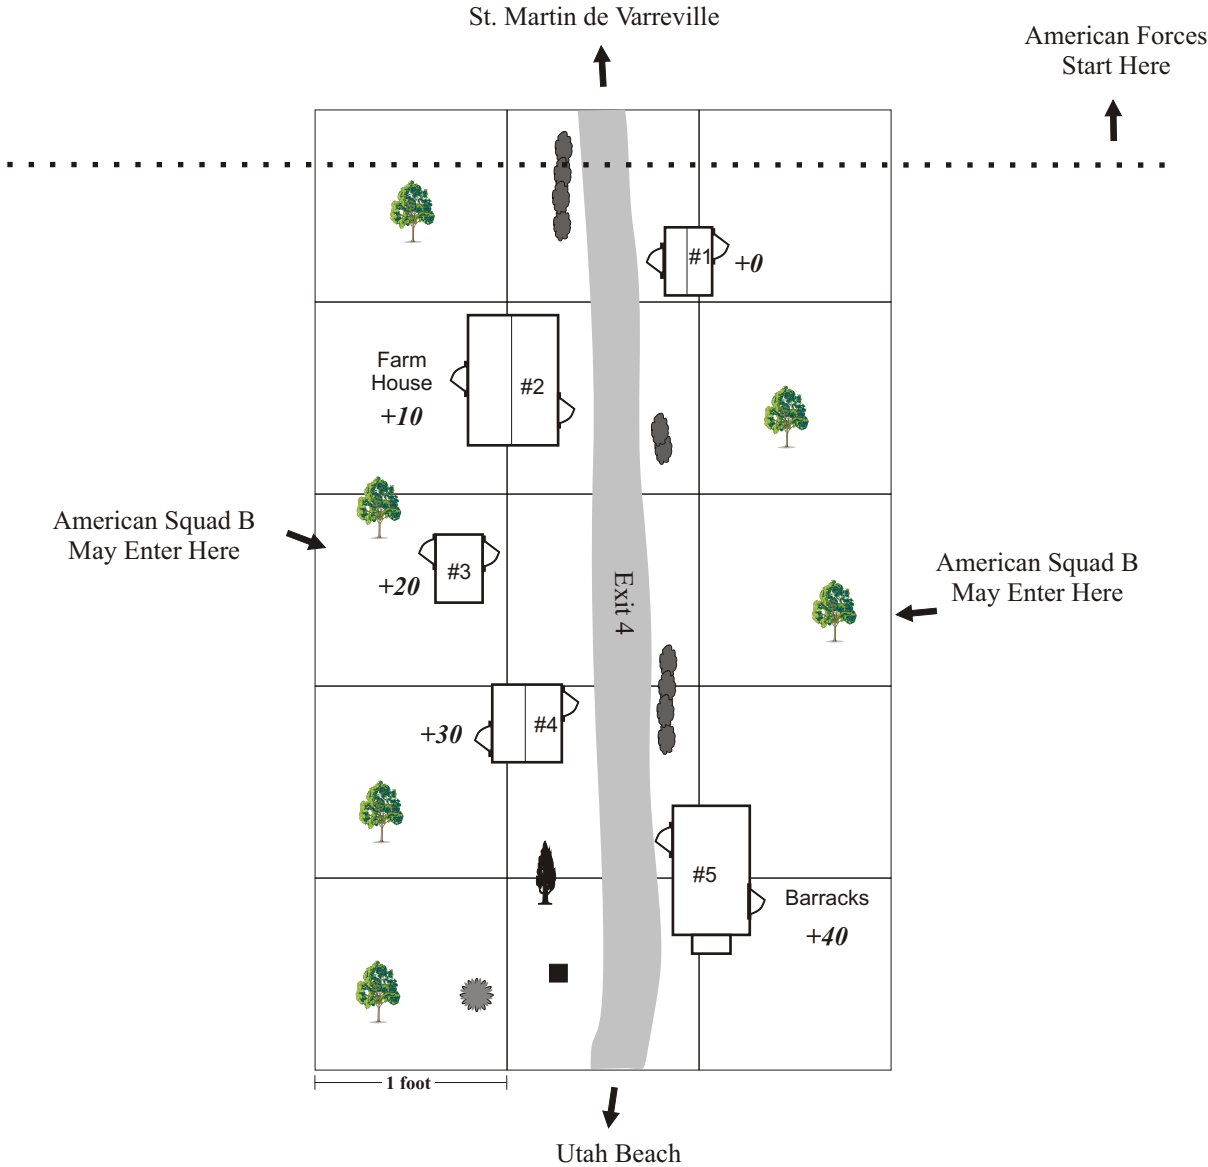 St. Martin de Varreville
American Forces
Start Here
#1
+0
Farm
House
+10
#2
American Squad B
May Enter Here
#3
+20
Exit 4
American Squad B
May Enter Here
+30
#4
#5
Barracks
+40
1 foot
Utah Beach